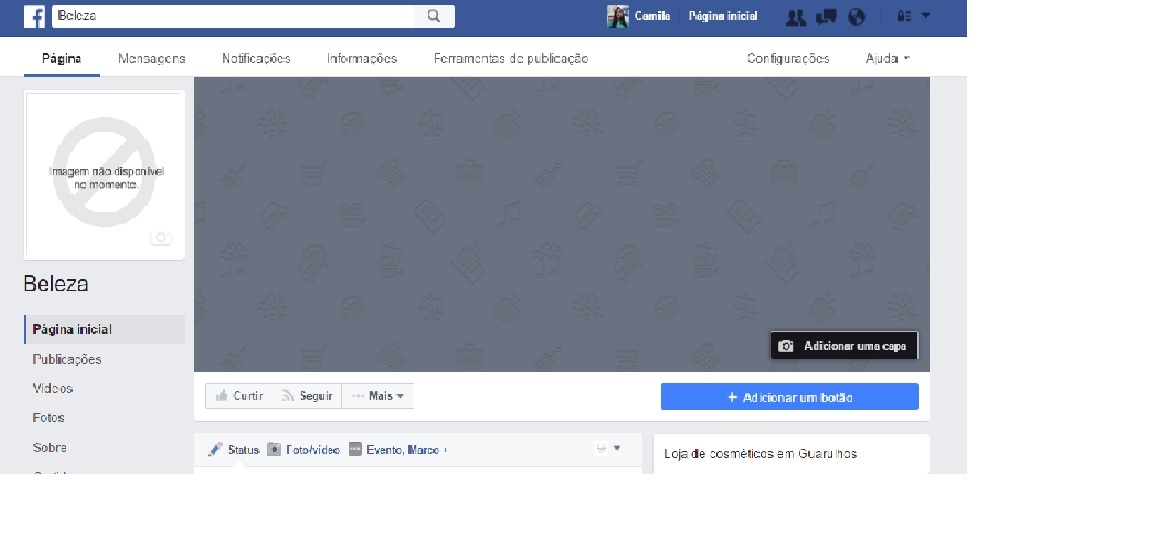 f Beleza
Camila Página inicial
Página Mensagens Notificações Informações Ferramentas de publicação Configurações Ajuda
Imagem não disponível
no momento.
Beleza
Página inicial
Publicações
Vídeos
Fotos
Sobre
Adicionar uma capa
Curtir Seguir Mais
+ Adicionar um botão
Status Foto/vídeo Evento, Marco +
Loja de cosméticos em Guarulhos